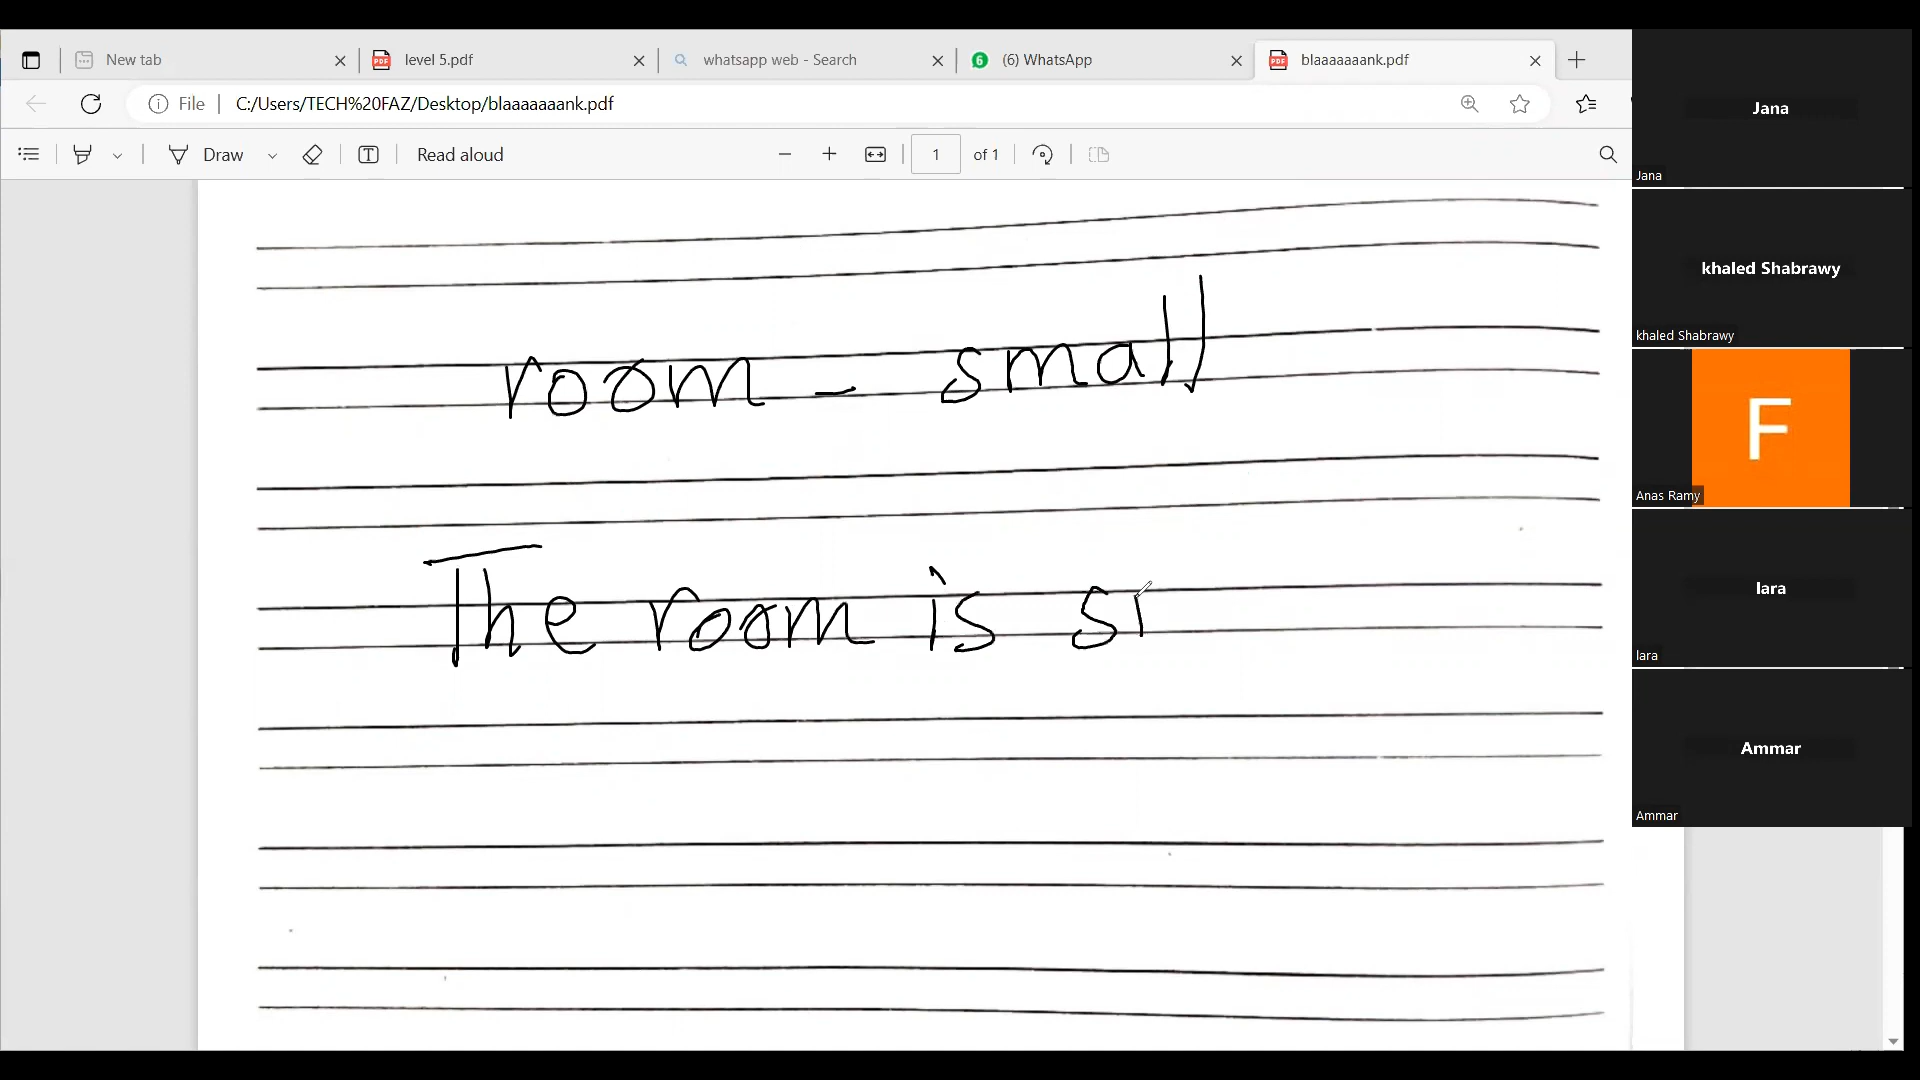 New tab
level 5.pdf
whatsapp web - Search
6 (6) WhatsApp
blaaaaaaank.pdf
File C:/Users/TECH%20FAZ/Desktop/blaaaaaaank.pdf
Draw
T
Read aloud
1 of 1
room - small
The room is s
Jana
Jana
khaled Shabrawy
khaled Shabrawy
F
Anas Ramy
lara
lara
Ammar
Ammar